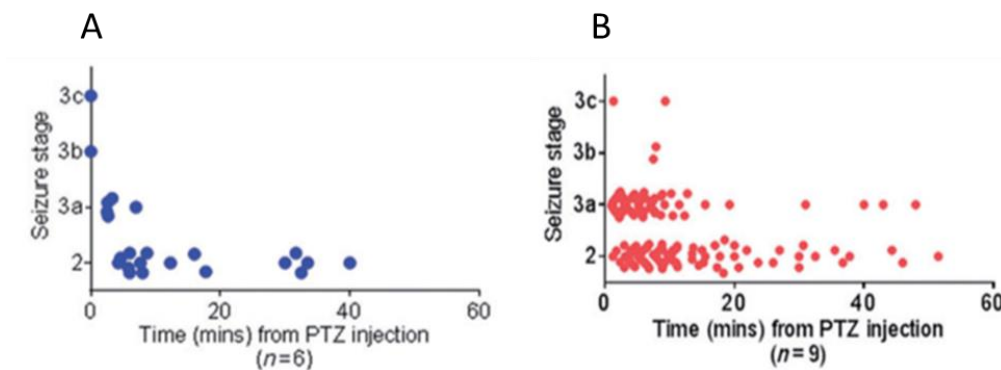 A
3c
3b
3a
2
Seizure stage
0 20 40 60
Time (mins) from PTZ injection
(n=6)
B
3c
3b
3a
2
Seizure stage
0 20 40 60
Time (mins) from PTZ injection
(n=9)